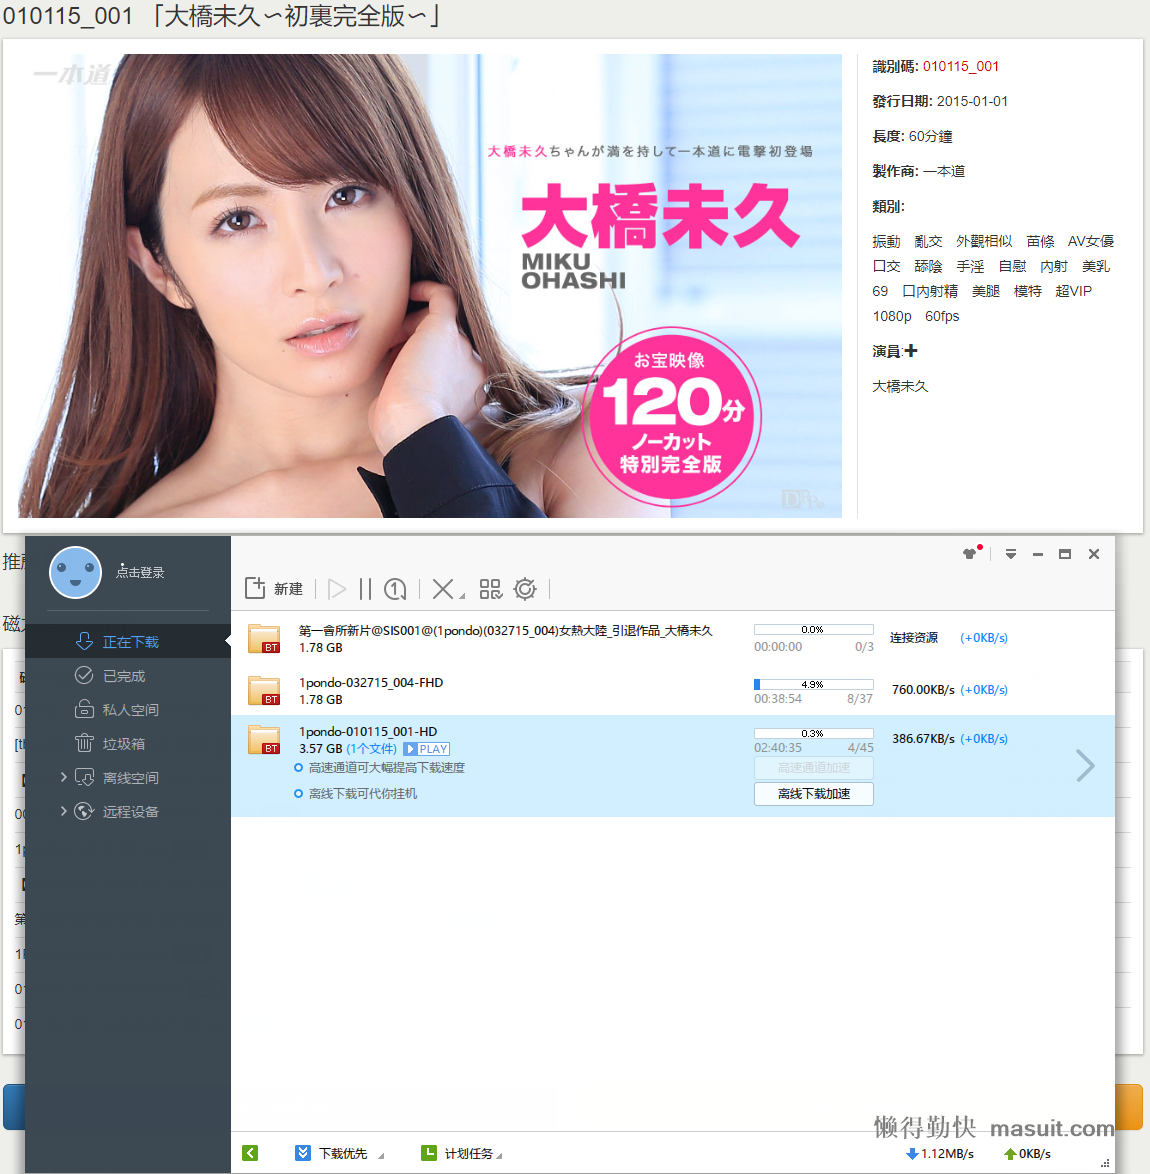 010115_001 「大橋未久～初裏完全版～」
一本道
大橋未久ちゃんが満を持して一本道に電撃初登場
大橋未久
MIKU
OHASHI
お宝映像
120分
ノーカット
特別完全版
識別碼: 010115_001
發行日期: 2015-01-01
長度: 60分鐘
製作商: 一本道
類別:
振動 亂交 外觀相似 苗條 AV女優
口交 舔陰 手淫 自慰 内射 美乳
69 口内射精 美腿 模特 超VIP
1080p 60fps
演員:
大橋未久
点击登录
正在下载
已完成
私人空间
垃圾箱
离线空间
远程设备
新建
第一會所新片@SIS001@(1pondo)(032715_004)女熱大陸_引退作品_大橋未久
1.78 GB
0.0%
00:00:00 0/3
连接资源 (+0KB/s)
BT
1pondo-032715_004-FHD
1.78 GB
4.9%
00:38:54 8/37
760.00KB/s (+0KB/s)
BT
1pondo-010115_001-HD
3.57 GB (1个文件) PLAY
0.3%
02:40:35 4/45
386.67KB/s (+0KB/s)
BT
高速通道可大幅提高下载速度
高速通道加速
离线下载可代你挂机
离线下载加速
懒得勤快 masuit.com
下载优先
计划任务
1.12MB/s
0KB/s